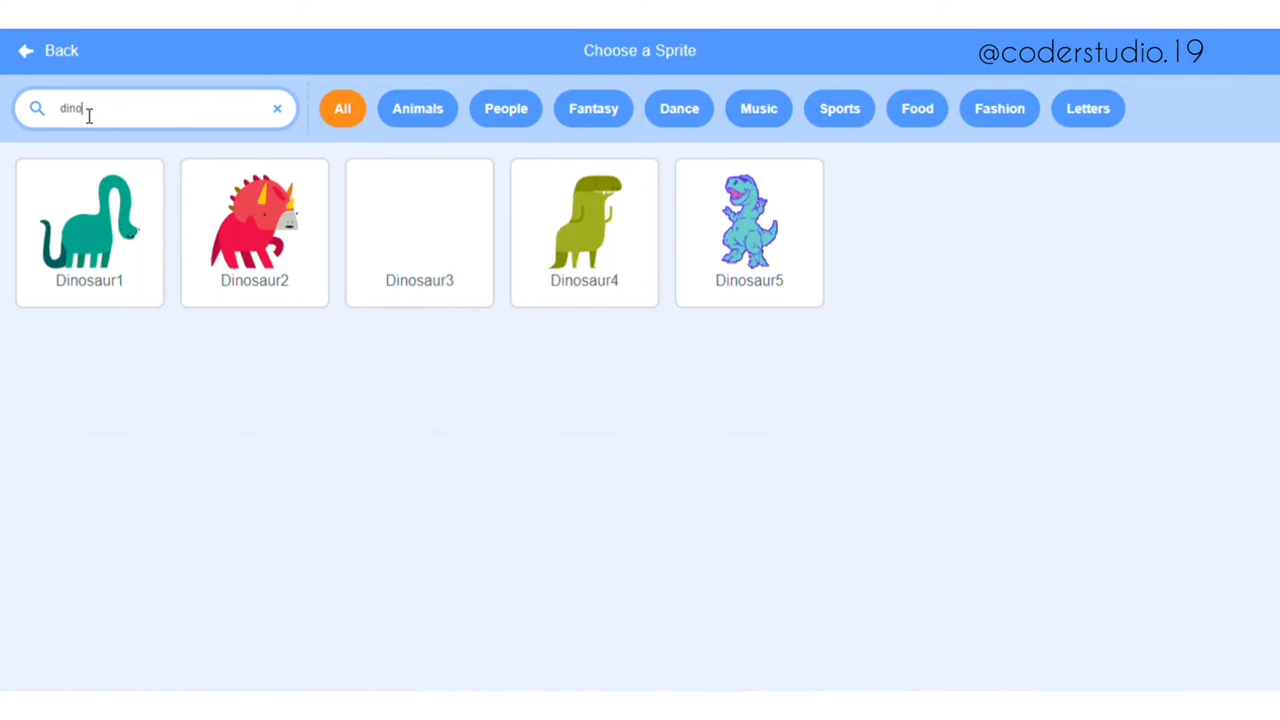 Back
Choose a Sprite
@coderstudio.19
dino
All
Animals
People
Fantasy
Dance
Music
Sports
Food
Fashion
Letters
Dinosaur1
Dinosaur2
Dinosaur3
Dinosaur4
Dinosaur5